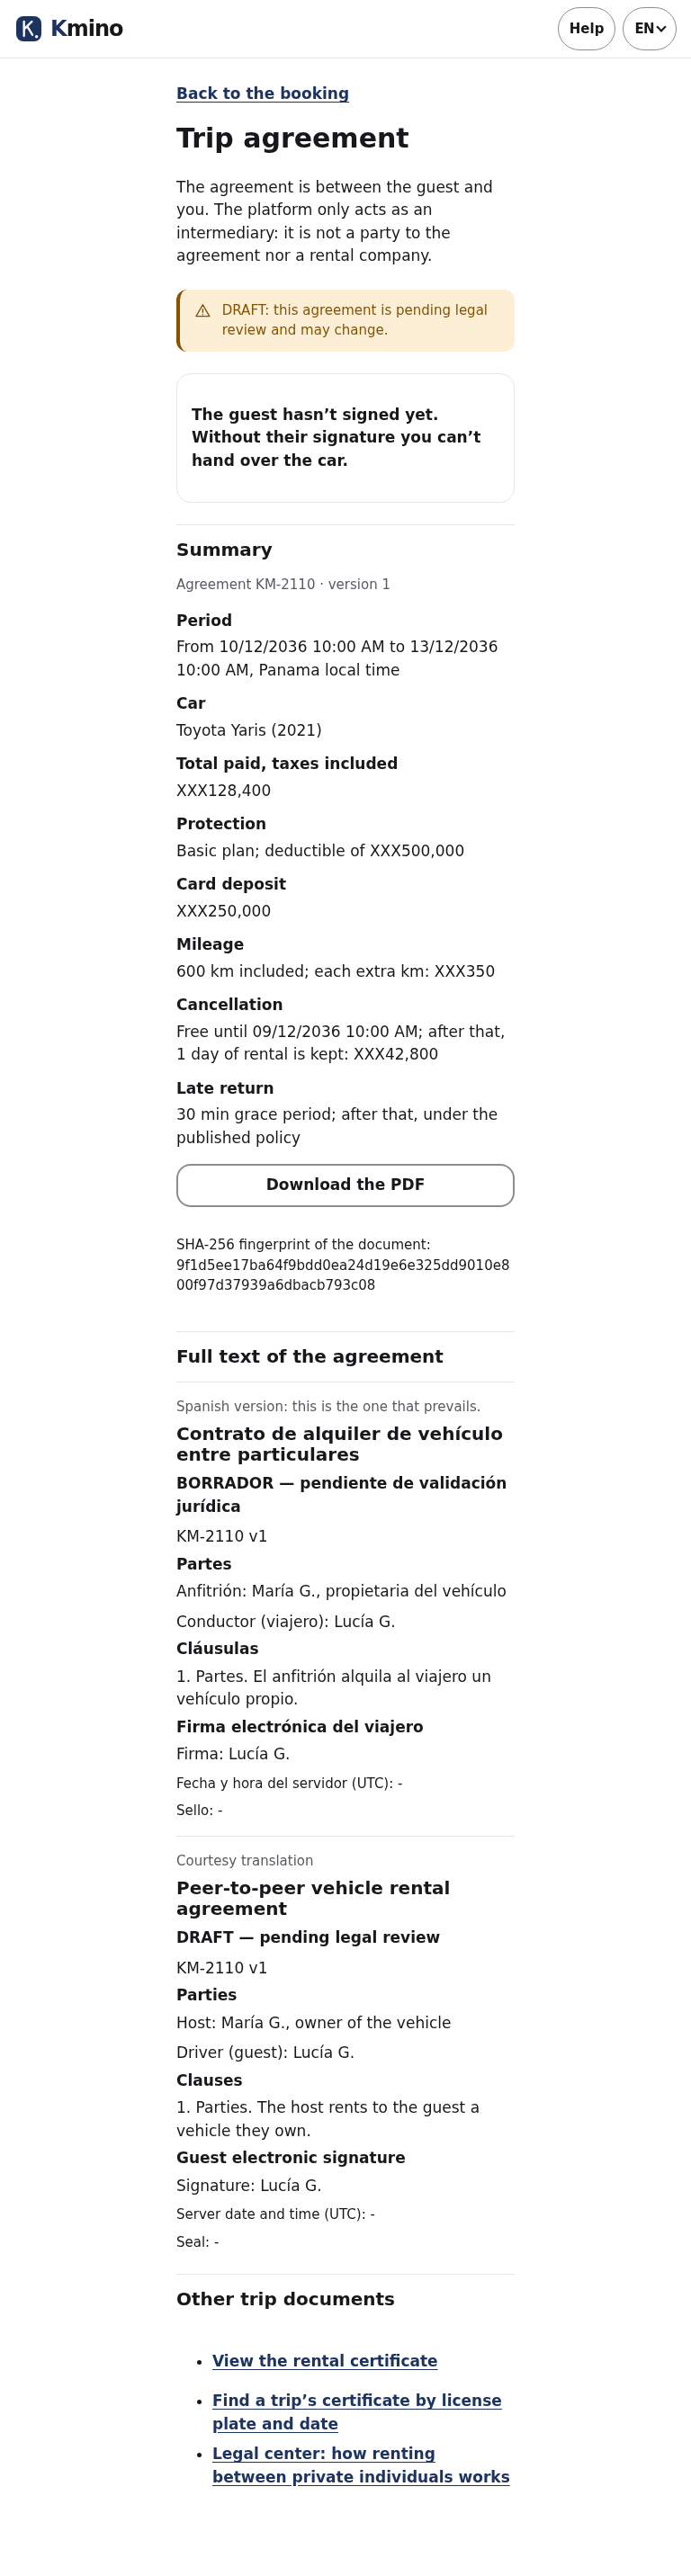 Kmino
Help
EN
Back to the booking
Trip agreement
The agreement is between the guest and
you. The platform only acts as an
intermediary: it is not a party to the
agreement nor a rental company.
DRAFT: this agreement is pending legal
review and may change.
The guest hasn’t signed yet.
Without their signature you can’t
hand over the car.
Summary
Agreement KM-2110 · version 1
Period
From 10/12/2036 10:00 AM to 13/12/2036
10:00 AM, Panama local time
Car
Toyota Yaris (2021)
Total paid, taxes included
XXX128,400
Protection
Basic plan; deductible of XXX500,000
Card deposit
XXX250,000
Mileage
600 km included; each extra km: XXX350
Cancellation
Free until 09/12/2036 10:00 AM; after that,
1 day of rental is kept: XXX42,800
Late return
30 min grace period; after that, under the
published policy
Download the PDF
SHA-256 fingerprint of the document:
9f1d5ee17ba64f9bdd0ea24d19e6e325dd9010e8
00f97d37939a6dbacb793c08
Full text of the agreement
Spanish version: this is the one that prevails.
Contrato de alquiler de vehículo
entre particulares
BORRADOR — pendiente de validación
jurídica
KM-2110 v1
Partes
Anfitrión: María G., propietaria del vehículo
Conductor (viajero): Lucía G.
Cláusulas
1. Partes. El anfitrión alquila al viajero un
vehículo propio.
Firma electrónica del viajero
Firma: Lucía G.
Fecha y hora del servidor (UTC): -
Sello: -
Courtesy translation
Peer-to-peer vehicle rental
agreement
DRAFT — pending legal review
KM-2110 v1
Parties
Host: María G., owner of the vehicle
Driver (guest): Lucía G.
Clauses
1. Parties. The host rents to the guest a
vehicle they own.
Guest electronic signature
Signature: Lucía G.
Server date and time (UTC): -
Seal: -
Other trip documents
View the rental certificate
Find a trip’s certificate by license
plate and date
Legal center: how renting
between private individuals works